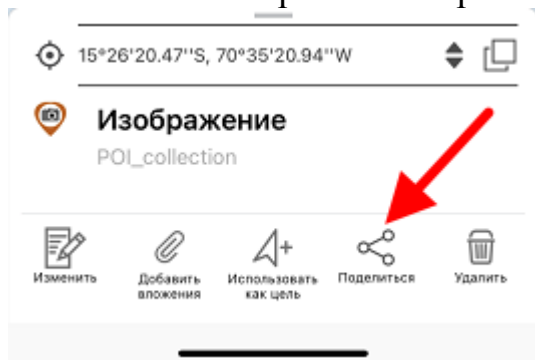 15°26'20.47''S, 70°35'20.94''W
Изображение
POI_collection
Изменить
Добавить вложения
Использовать как цель
Поделиться
Удалить